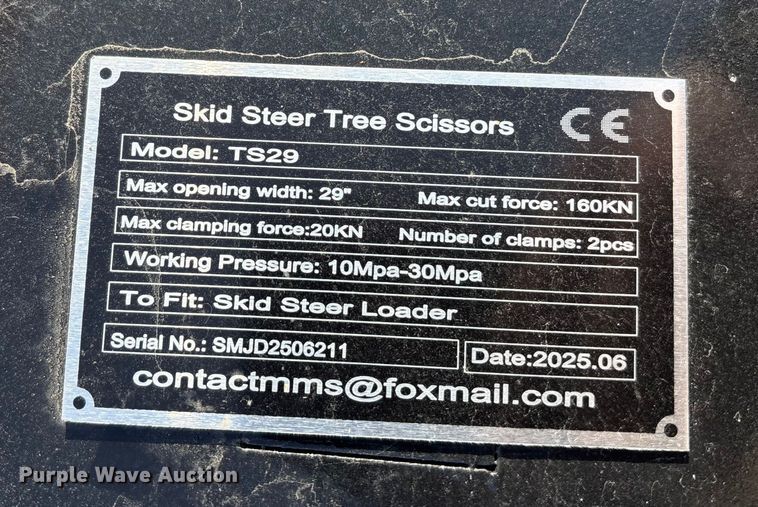 Skid Steer Tree Scissors CE
Model: TS29
Max opening width: 29" Max cut force: 160KN
Max clamping force:20KN Number of clamps: 2pcs
Working Pressure: 10Mpa-30Mpa
To Fit: Skid Steer Loader
Serial No.: SMJD2506211 Date:2025.06
contactmms@foxmail.com
Purple Wave Auction